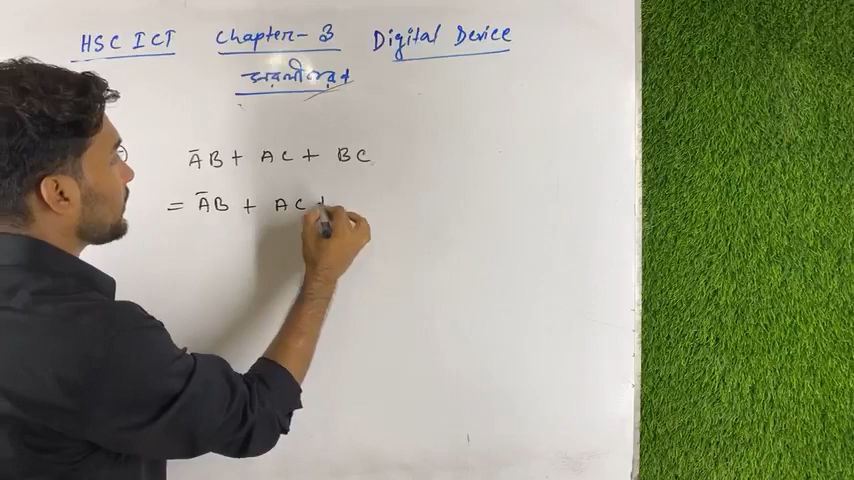 HSC ICT Chapter-3 Digital Device
সরলীকরণ
ĀB + AC + BC
= ĀB + AC +